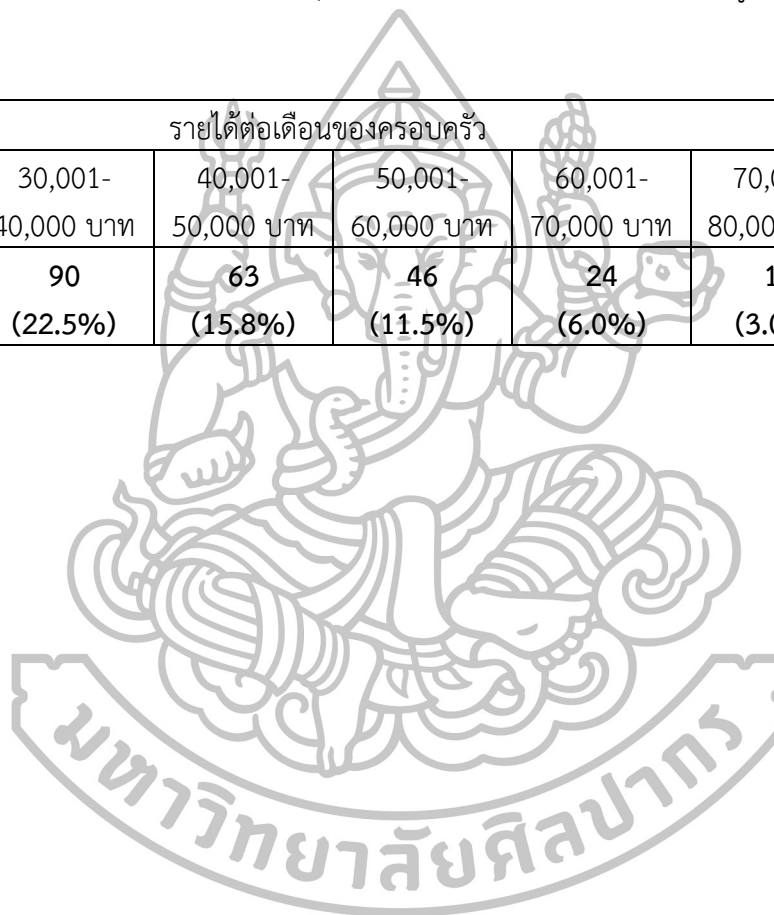 รายได้ต่อเดือนของครอบครัว
30,001- 40,001- 50,001- 60,001-
40,000 บาท 50,000 บาท 60,000 บาท 70,000 บาท
90 63 46 24
(22.5%) (15.8%) (11.5%) (6.0%)
มหาวิทยาลัยศิลปากร